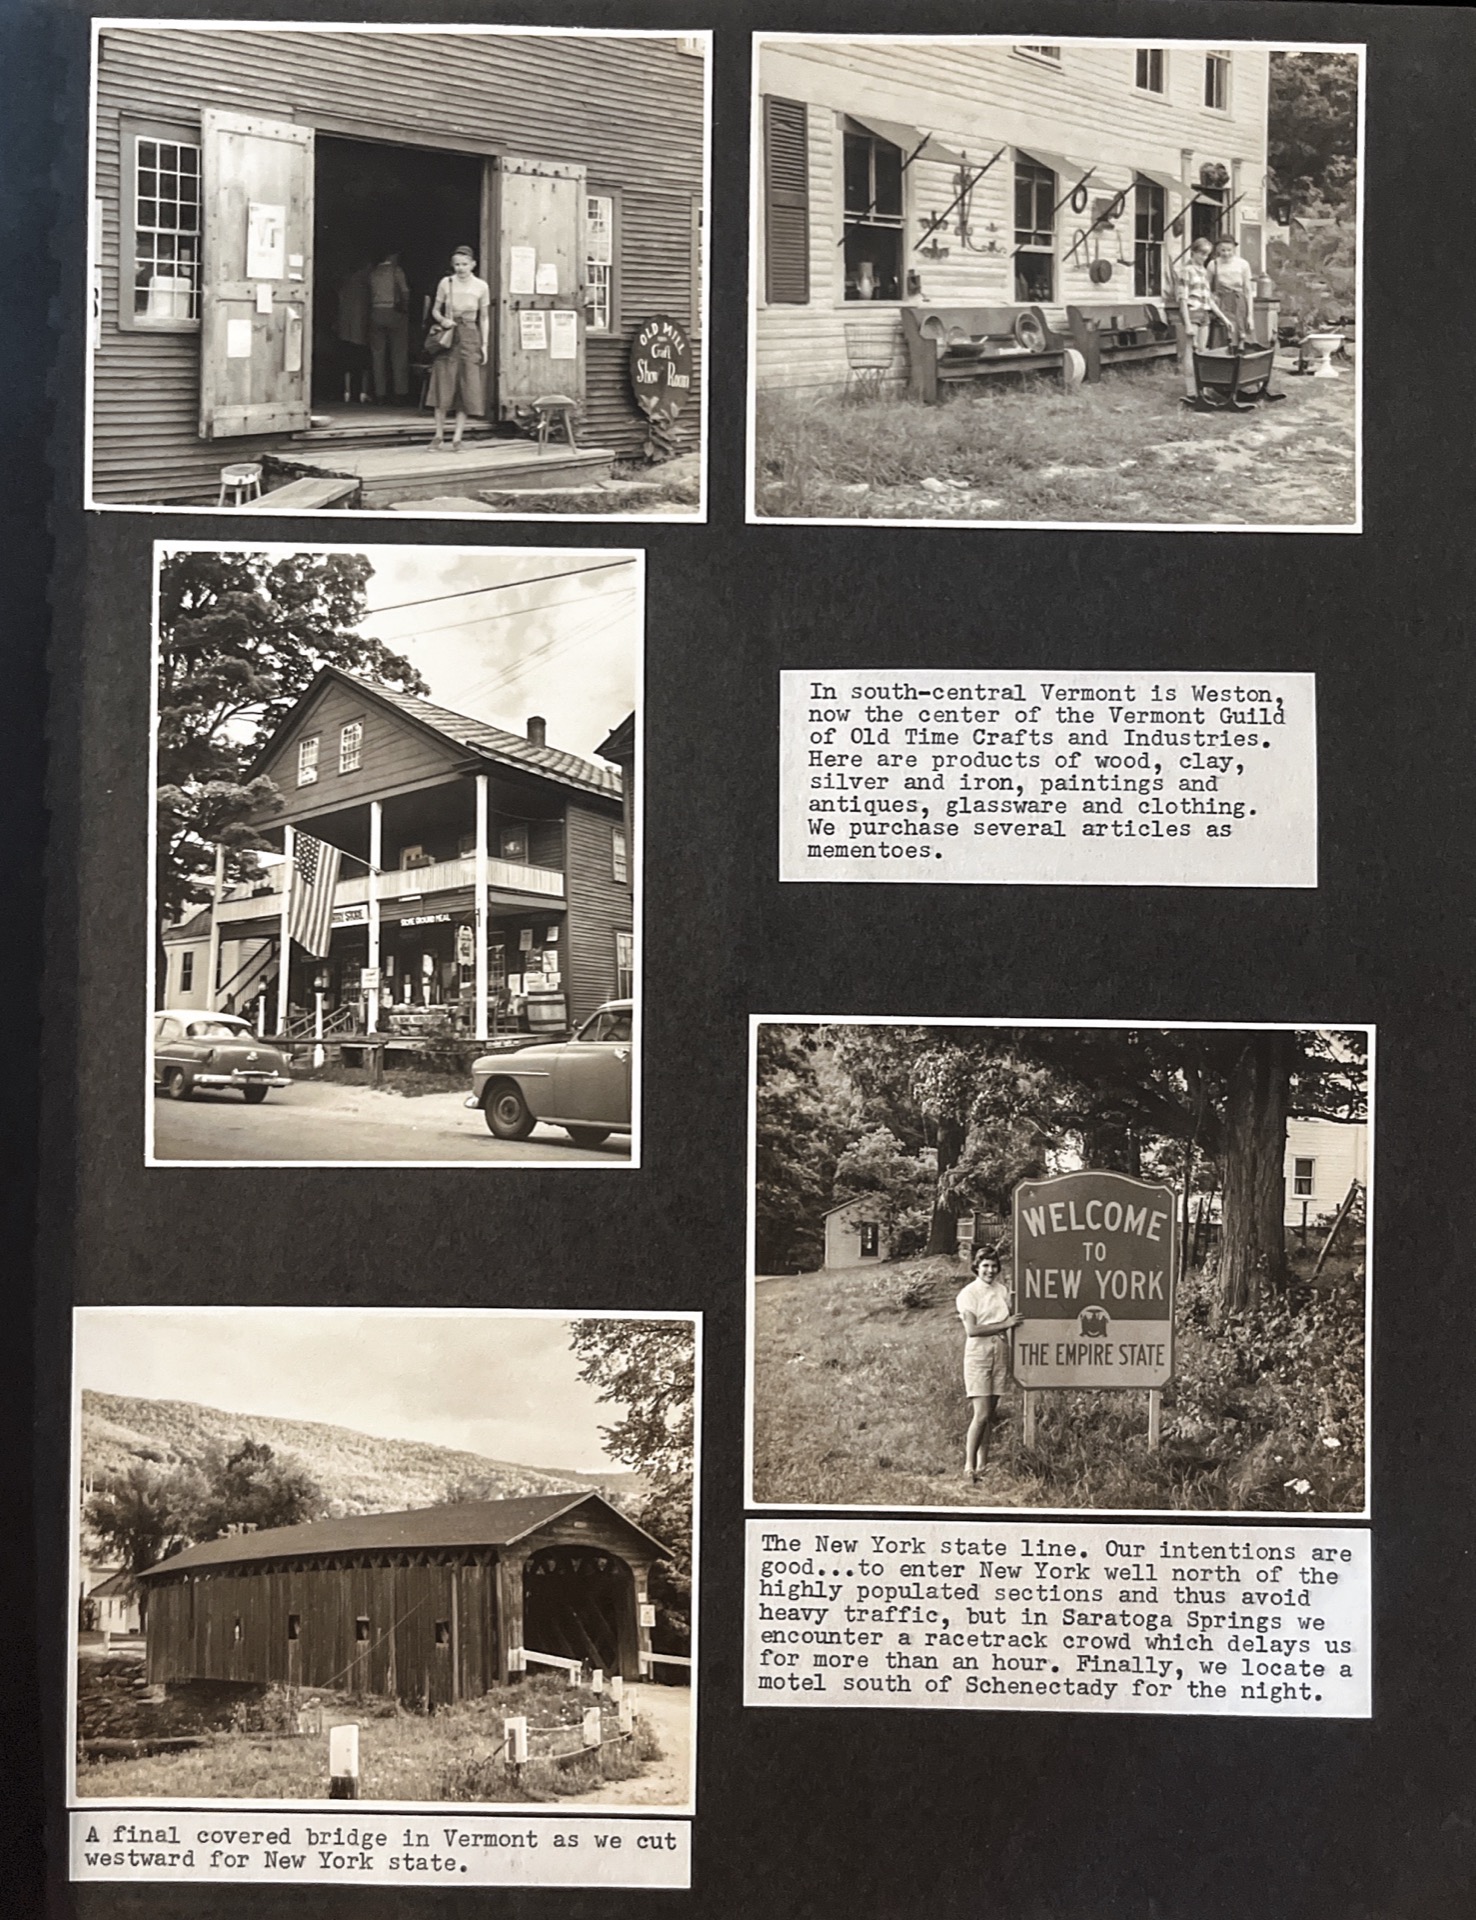 OLD MILL
Craft
Show Room
STORE
STONE GROUND MEAL
In south-central Vermont is Weston,
now the center of the Vermont Guild
of Old Time Crafts and Industries.
Here are products of wood, clay,
silver and iron, paintings and
antiques, glassware and clothing.
We purchase several articles as
mementoes.
WELCOME
TO
NEW YORK
THE EMPIRE STATE
The New York state line. Our intentions are
good...to enter New York well north of the
highly populated sections and thus avoid
heavy traffic, but in Saratoga Springs we
encounter a racetrack crowd which delays us
for more than an hour. Finally, we locate a
motel south of Schenectady for the night.
A final covered bridge in Vermont as we cut
westward for New York state.